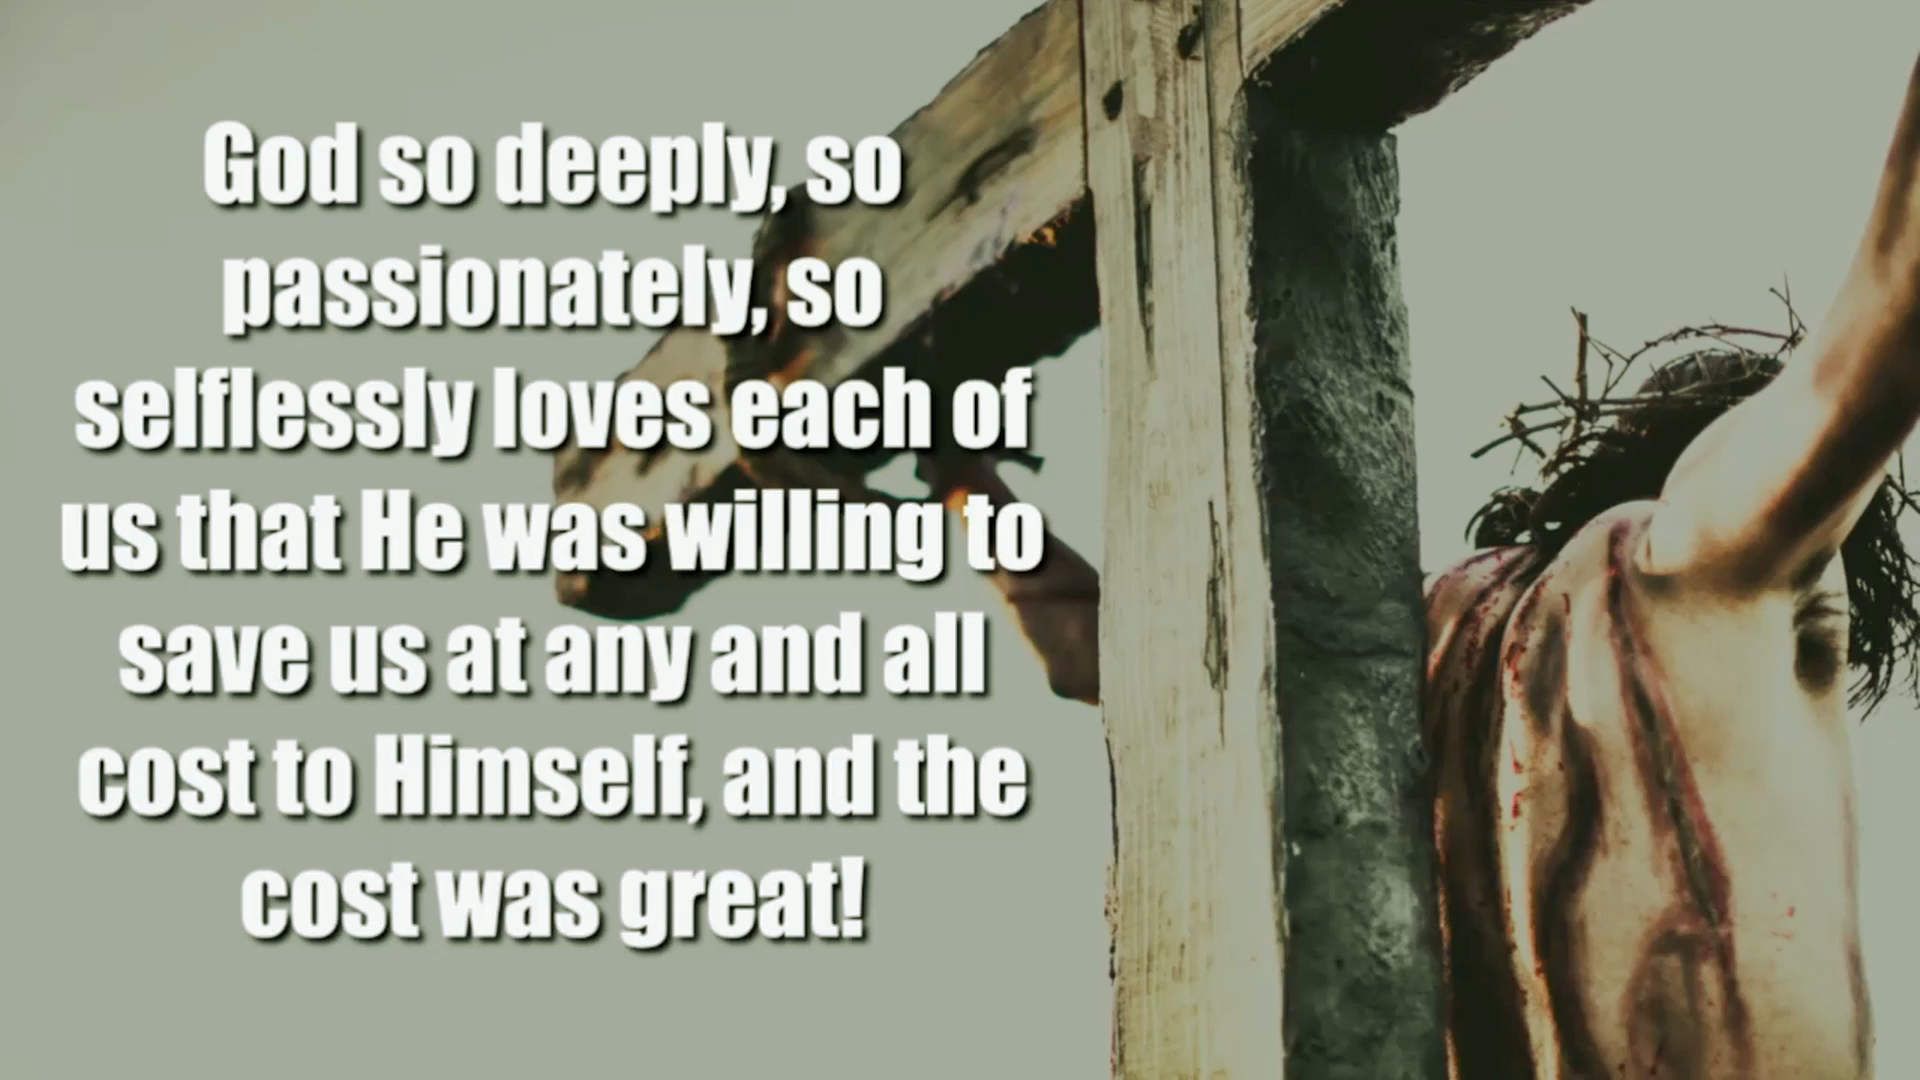 God so deeply, so
passionately, so
selflessly loves each of
us that He was willing to
save us at any and all
cost to Himself, and the
cost was great!